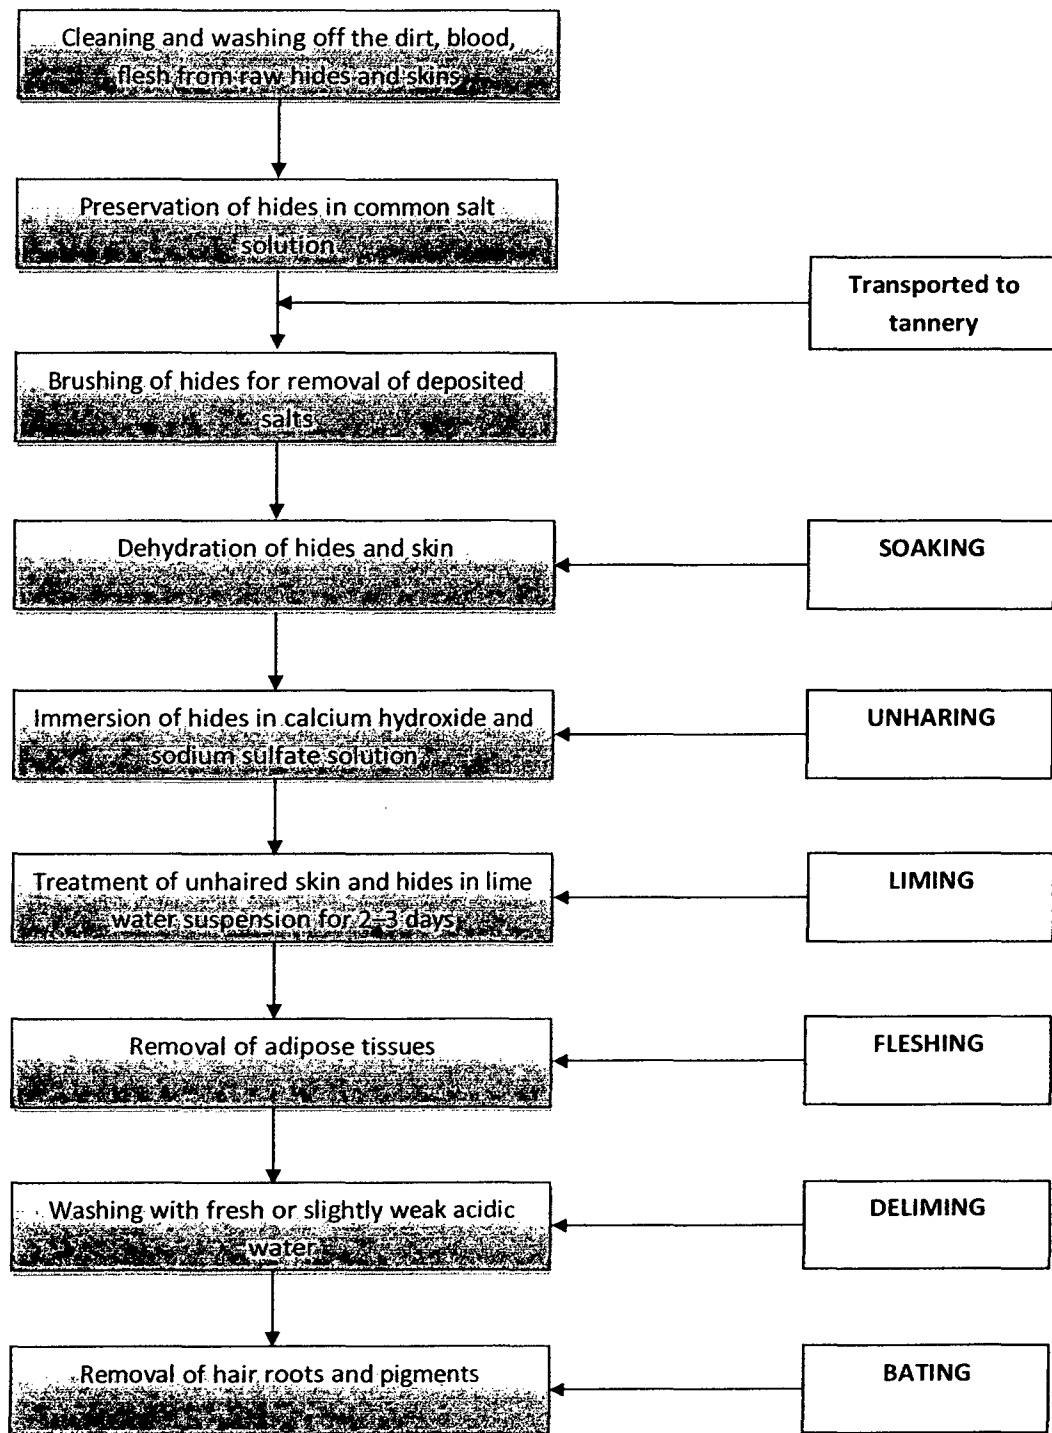 Cleaning and washing off the dirt, blood,
flesh from raw hides and skins
Preservation of hides in common salt
solution
Transported to
tannery
Brushing of hides for removal of deposited
salts
Dehydration of hides and skin
SOAKING
Immersion of hides in calcium hydroxide and
sodium sulfate solution
UNHARING
Treatment of unhaired skin and hides in lime
water suspension for 2–3 days
LIMING
Removal of adipose tissues
FLESHING
Washing with fresh or slightly weak acidic
water
DELIMING
Removal of hair roots and pigments
BATING